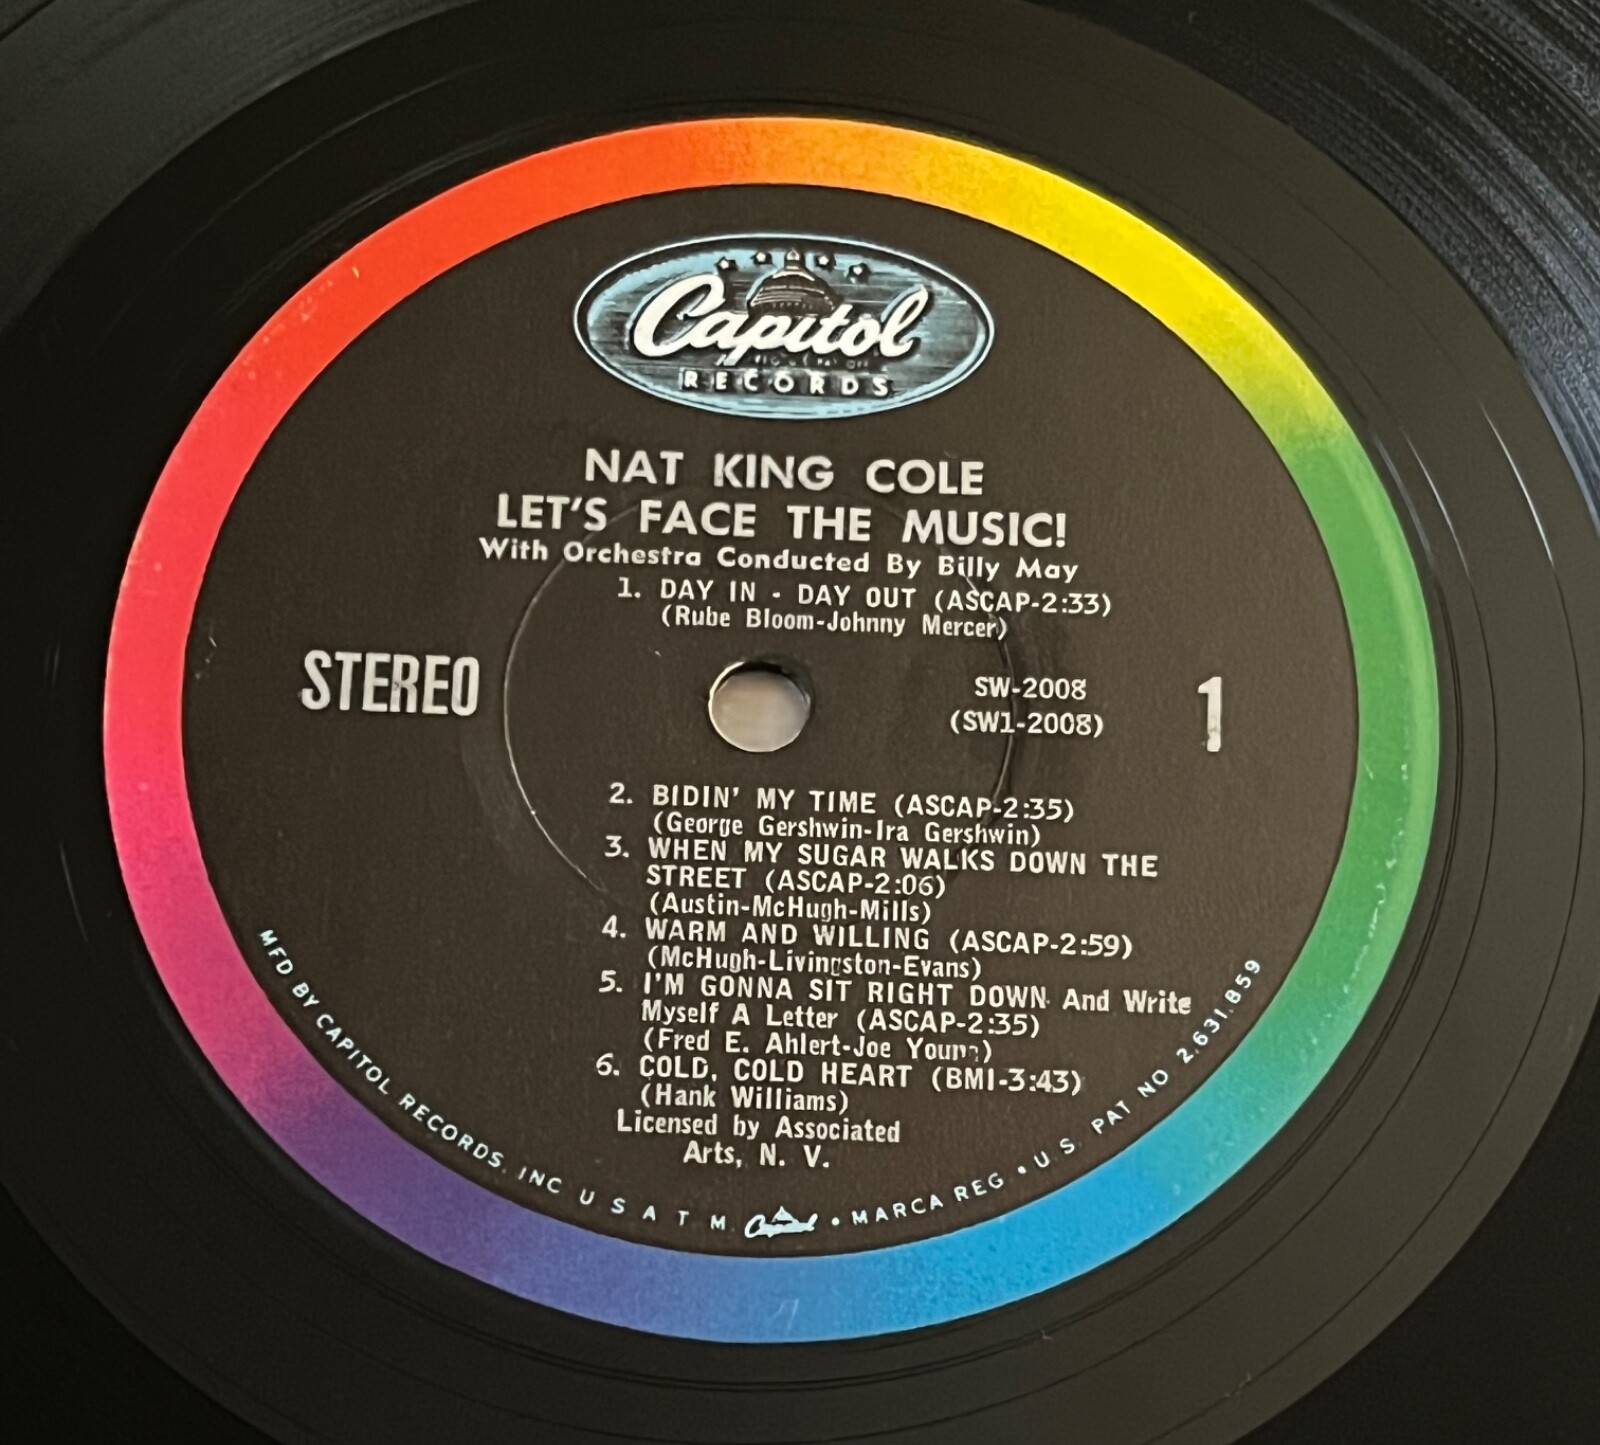 Capitol
RECORDS
NAT KING COLE
LET'S FACE THE MUSIC!
With Orchestra Conducted By Billy May
1. DAY IN - DAY OUT (ASCAP-2:33)
(Rube Bloom-Johnny Mercer)
STEREO
SW-2008
(SW1-2008)
1
2. BIDIN' MY TIME (ASCAP-2:35)
(George Gershwin-Ira Gershwin)
3. WHEN MY SUGAR WALKS DOWN THE
STREET (ASCAP-2:06)
(Austin-McHugh-Mills)
4. WARM AND WILLING (ASCAP-2:59)
(McHugh-Livingston-Evans)
5. I'M GONNA SIT RIGHT DOWN And Write
Myself A Letter (ASCAP-2:35)
(Fred E. Ahlert-Joe Young)
6. COLD, COLD HEART (BMI-3:43)
(Hank Williams)
Licensed by Associated
Arts, N. V.
MFD BY CAPITOL RECORDS, INC U S A T M Capitol • MARCA REG • U.S. PAT NO 2,631,859